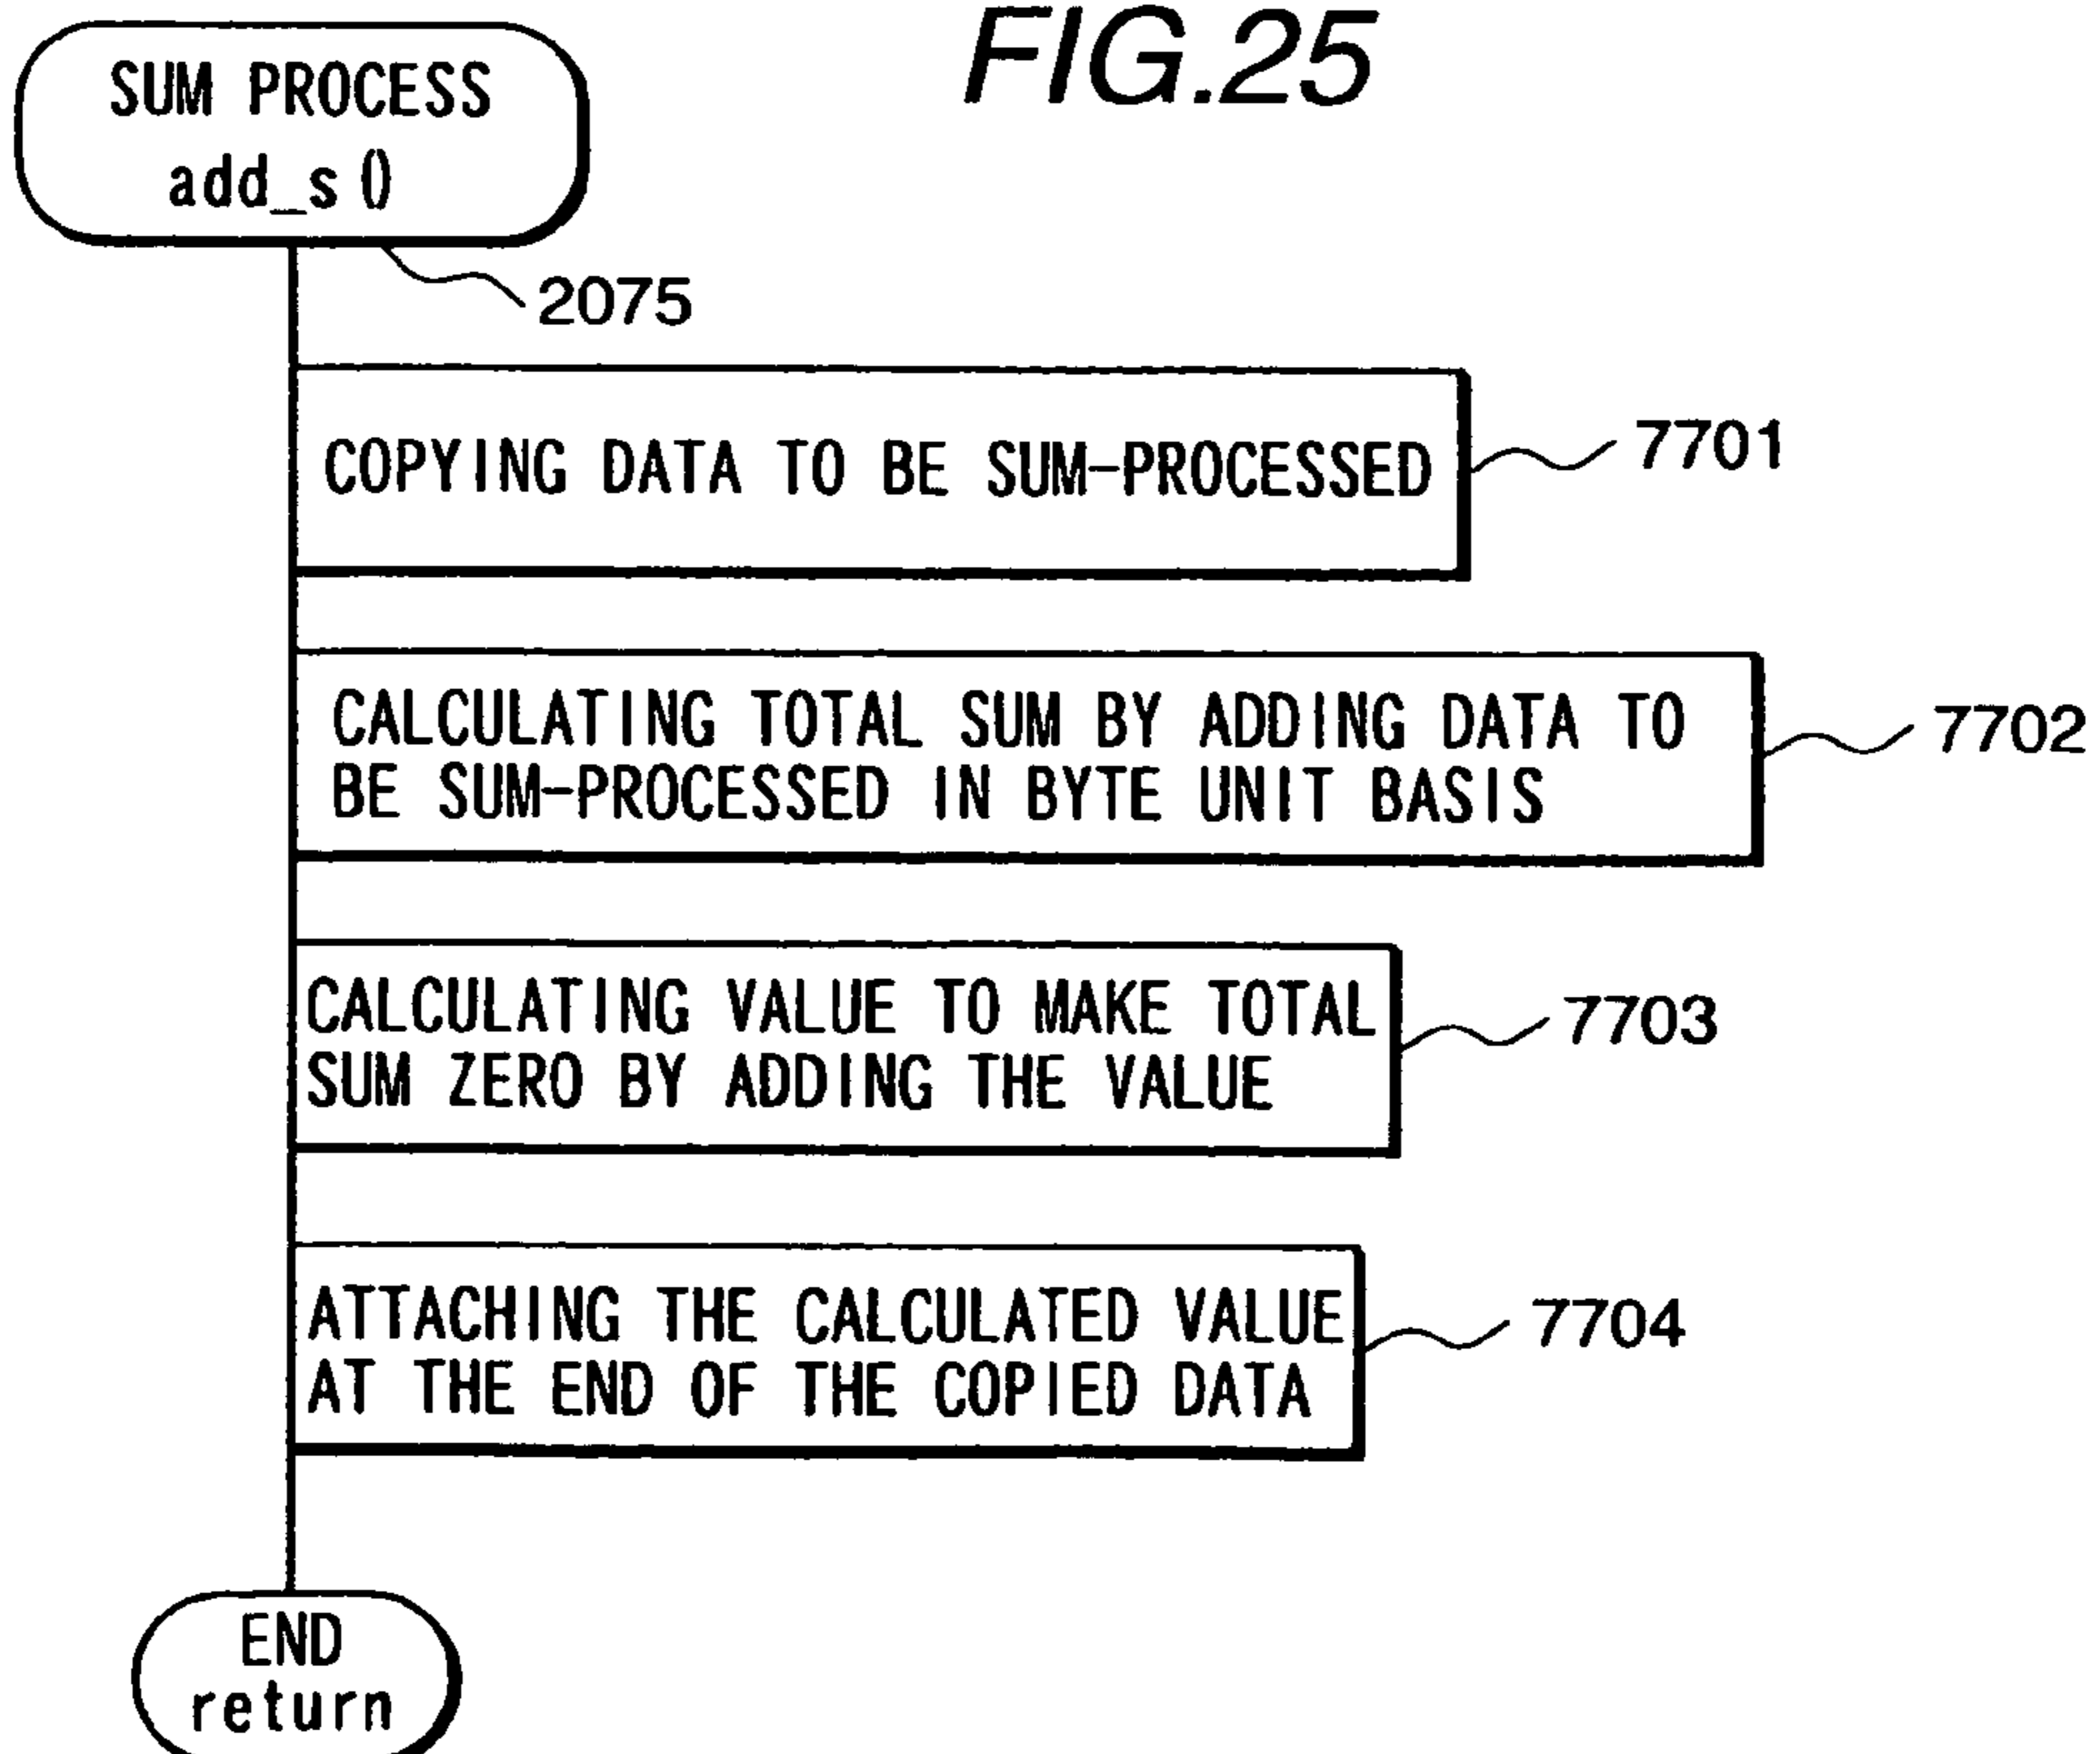 FIG.25
SUM PROCESS
add_s ()
2075
COPYING DATA TO BE SUM-PROCESSED
7701
CALCULATING TOTAL SUM BY ADDING DATA TO
BE SUM-PROCESSED IN BYTE UNIT BASIS
7702
CALCULATING VALUE TO MAKE TOTAL
SUM ZERO BY ADDING THE VALUE
7703
ATTACHING THE CALCULATED VALUE
AT THE END OF THE COPIED DATA
7704
END
return